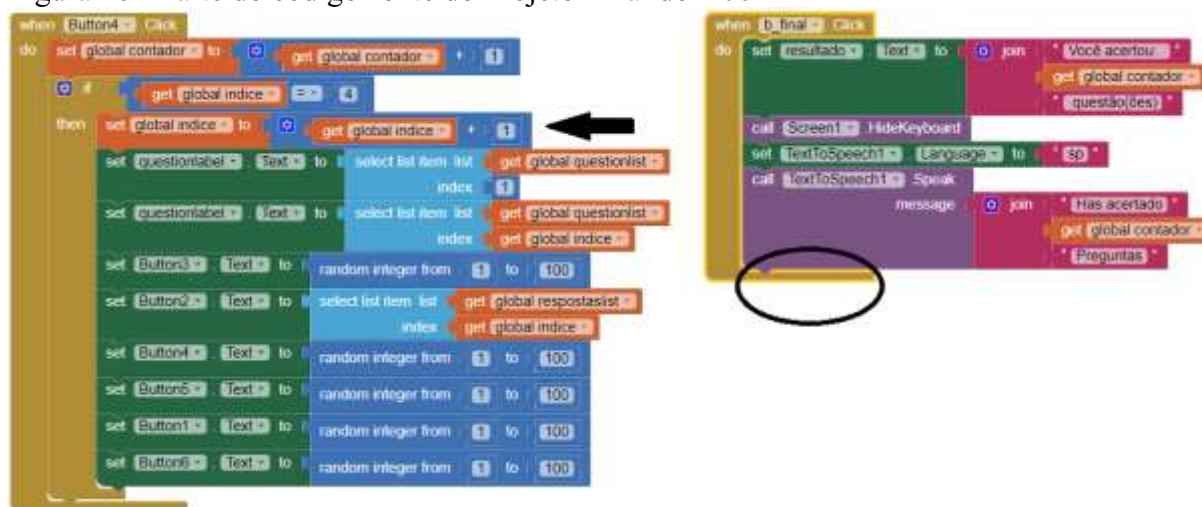 when Button4 Click
do set global contador to get global contador + 1
if get global indice = 4
then set global indice to get global indice + 1
set questionlabel . Text to select list item list get global questionlist
index 1
set questionlabel . Text to select list item list get global questionlist
index get global indice
set Button3 . Text to random integer from 1 to 100
set Button2 . Text to select list item list get global respostaslist
index get global indice
set Button4 . Text to random integer from 1 to 100
set Button5 . Text to random integer from 1 to 100
set Button1 . Text to random integer from 1 to 100
set Button6 . Text to random integer from 1 to 100
when b_final Click
do set resultado . Text to join " Você acertou "
get global contador
" questão(ões) "
call Screen1 .HideKeyboard
set TextToSpeech1 . Language to " sp "
call TextToSpeech1 .Speak
message join " Has acertado "
get global contador
" Preguntas "